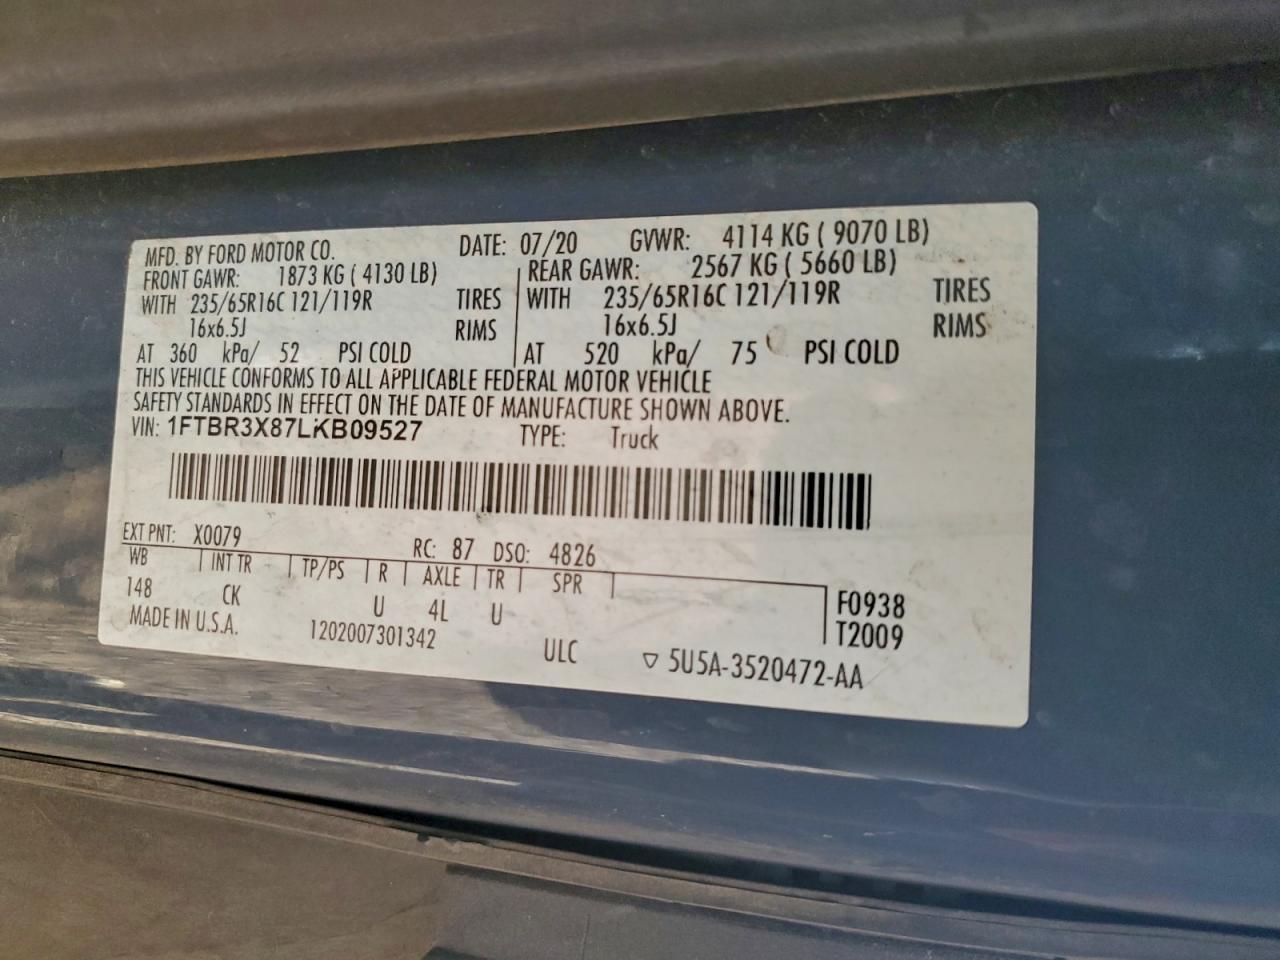 MFD. BY FORD MOTOR CO. DATE: 07/20 GVWR: 4114 KG ( 9070 LB)
FRONT GAWR: 1873 KG ( 4130 LB) REAR GAWR: 2567 KG ( 5660 LB)
WITH 235/65R16C 121/119R TIRES WITH 235/65R16C 121/119R TIRES
16x6.5J RIMS 16x6.5J RIMS
AT 360 kPa/ 52 PSI COLD AT 520 kPa/ 75 PSI COLD
THIS VEHICLE CONFORMS TO ALL APPLICABLE FEDERAL MOTOR VEHICLE
SAFETY STANDARDS IN EFFECT ON THE DATE OF MANUFACTURE SHOWN ABOVE.
VIN: 1FTBR3X87LKB09527 TYPE: Truck
EXT PNT: X0079 RC: 87 DSO: 4826
WB INT TR TP/PS R AXLE TR SPR
148 CK U 4L U F0938
MADE IN U.S.A. 1202007301342 T2009
ULC ▽ 5U5A-3520472-AA